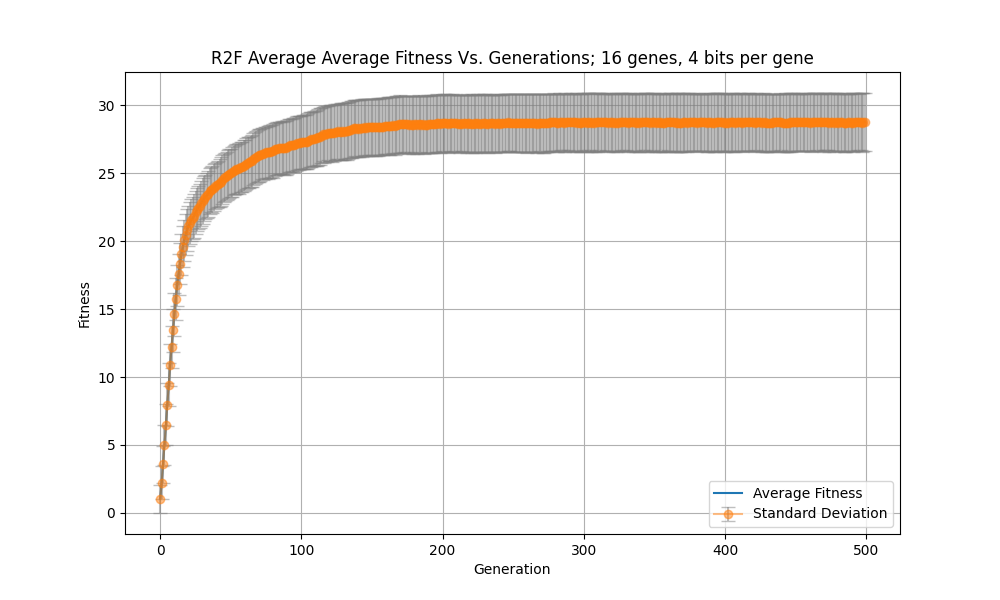 R2F Average Average Fitness Vs. Generations; 16 genes, 4 bits per gene
30
25
20
15
10
5
0
Fitness
0 100 200 300 400 500
Generation
Average Fitness
Standard Deviation